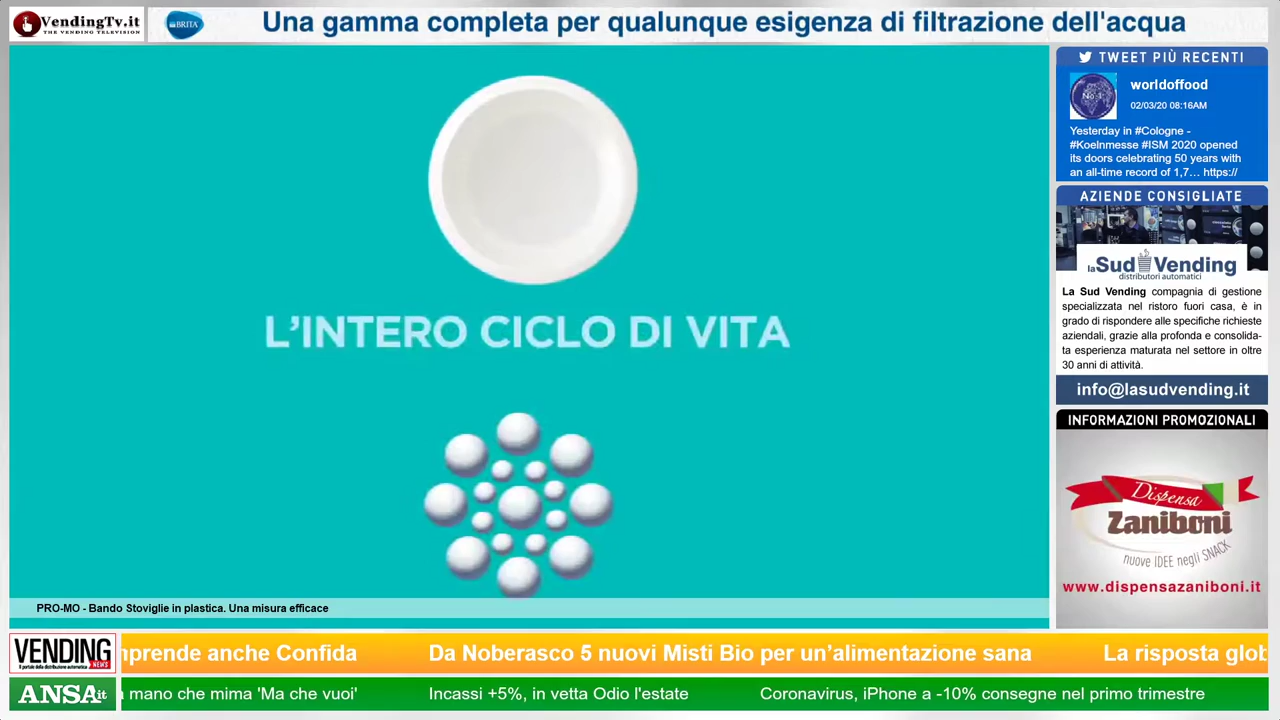 VendingTv.it
THE VENDING TELEVISION
BRITA
Una gamma completa per qualunque esigenza di filtrazione dell'acqua
L'INTERO CICLO DI VITA
PRO-MO - Bando Stoviglie in plastica. Una misura efficace
TWEET PIÙ RECENTI
worldoffood
02/03/20 08:16AM
Yesterday in #Cologne -
#Koelnmesse #ISM 2020 opened
its doors celebrating 50 years with
an all-time record of 1,7… https://
AZIENDE CONSIGLIATE
laSud Vending
distributori automatici
La Sud Vending compagnia di gestione
specializzata nel ristoro fuori casa, è in
grado di rispondere alle specifiche richieste
aziendali, grazie alla profonda e consolida-
ta esperienza maturata nel settore in oltre
30 anni di attività.
info@lasudvending.it
INFORMAZIONI PROMOZIONALI
Dispensa
Zaniboni
nuove IDEE negli SNACK
www.dispensazaniboni.it
VENDING
NEWS
Il portale della distribuzione automatica
mprende anche Confida Da Noberasco 5 nuovi Misti Bio per un'alimentazione sana La risposta glob
ANSA.it
a mano che mima 'Ma che vuoi' Incassi +5%, in vetta Odio l'estate Coronavirus, iPhone a -10% consegne nel primo trimestre